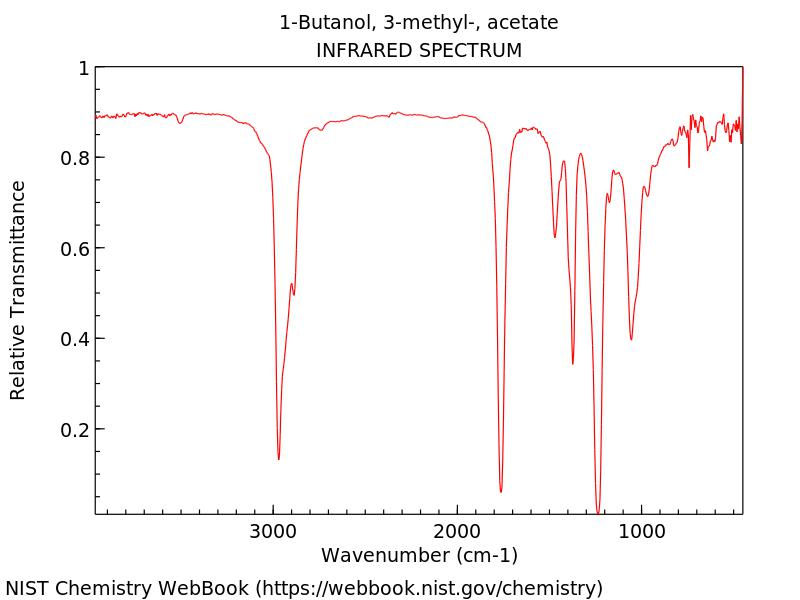 1-Butanol, 3-methyl-, acetate
INFRARED SPECTRUM
1
0.8
0.6
0.4
0.2
Relative Transmittance
3000 2000 1000
Wavenumber (cm-1)
NIST Chemistry WebBook (https://webbook.nist.gov/chemistry)